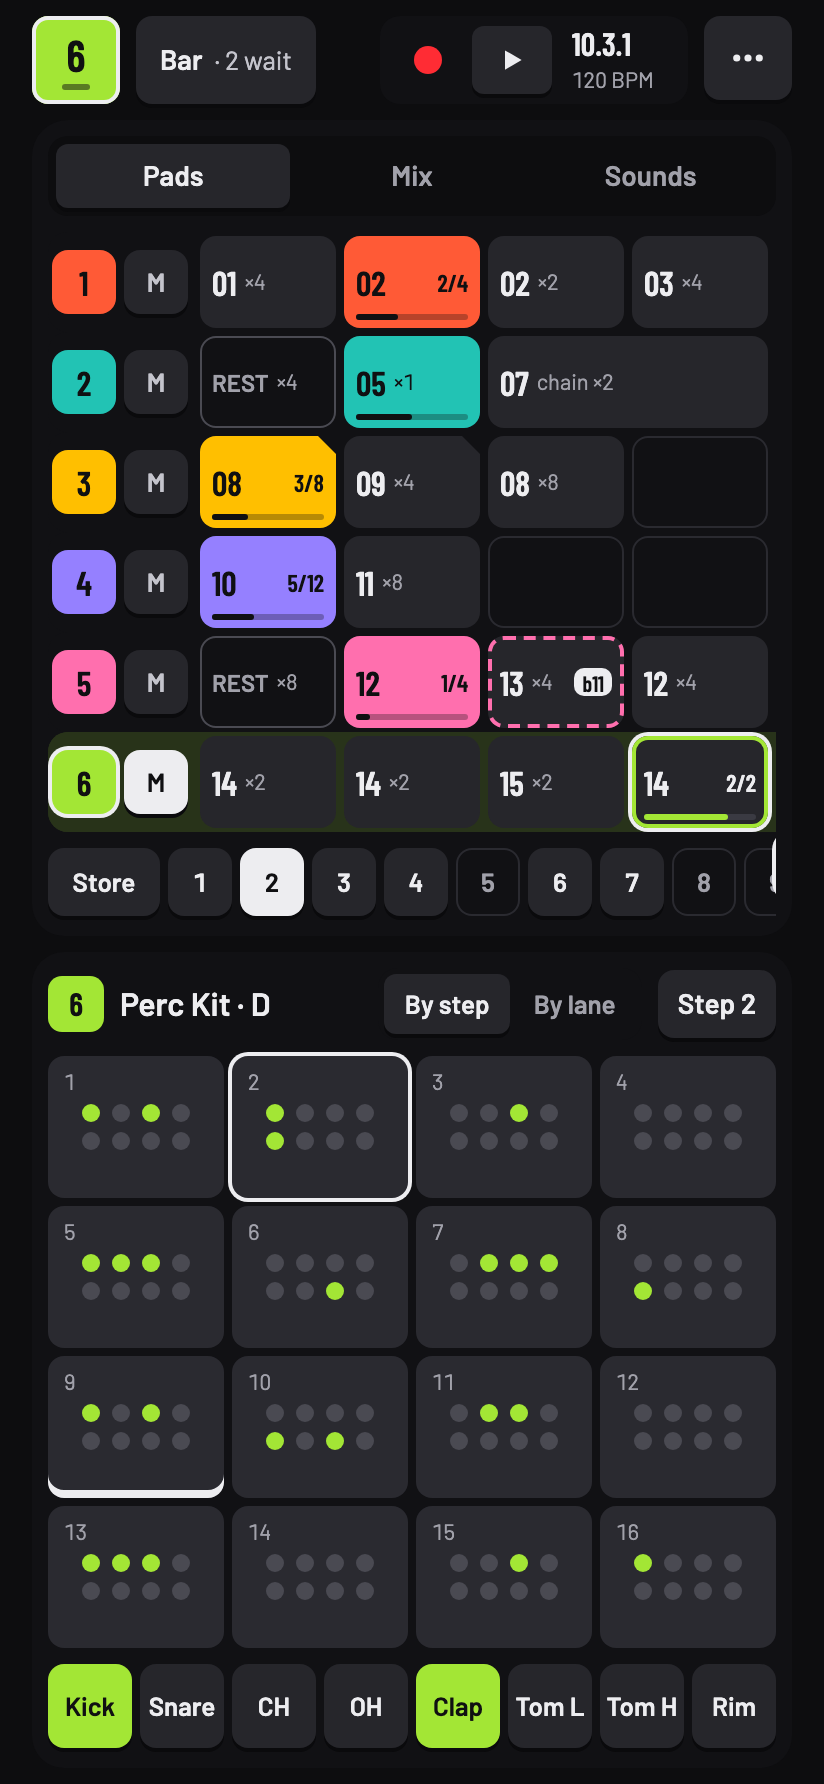 6 Bar · 2 wait 10.3.1 •••
120 BPM
Pads Mix Sounds
1 M 01 ×4 02 2/4 02 ×2 03 ×4
2 M REST ×4 05 ×1 07 chain ×2
3 M 08 3/8 09 ×4 08 ×8
4 M 10 5/12 11 ×8
5 M REST ×8 12 1/4 13 ×4 b11 12 ×4
6 M 14 ×2 14 ×2 15 ×2 14 2/2
Store 1 2 3 4 5 6 7 8
6 Perc Kit · D By step By lane Step 2
1 2 3 4
5 6 7 8
9 10 11 12
13 14 15 16
Kick Snare CH OH Clap Tom L Tom H Rim